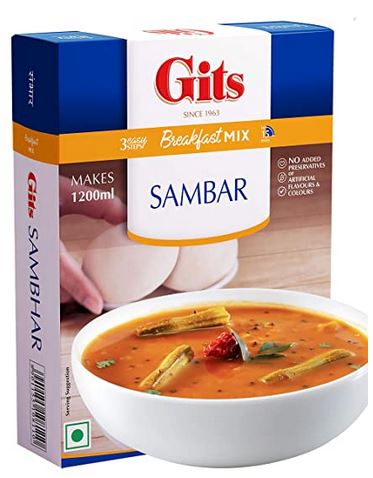 Gits
SINCE 1963
3 easy STEPS
Breakfast MIX
MAKES
1200ml
SAMBAR
NO ADDED
PRESERVATIVES
or
ARTIFICIAL
FLAVOURS &
COLOURS
Gits SAMBHAR
Serving Suggestion